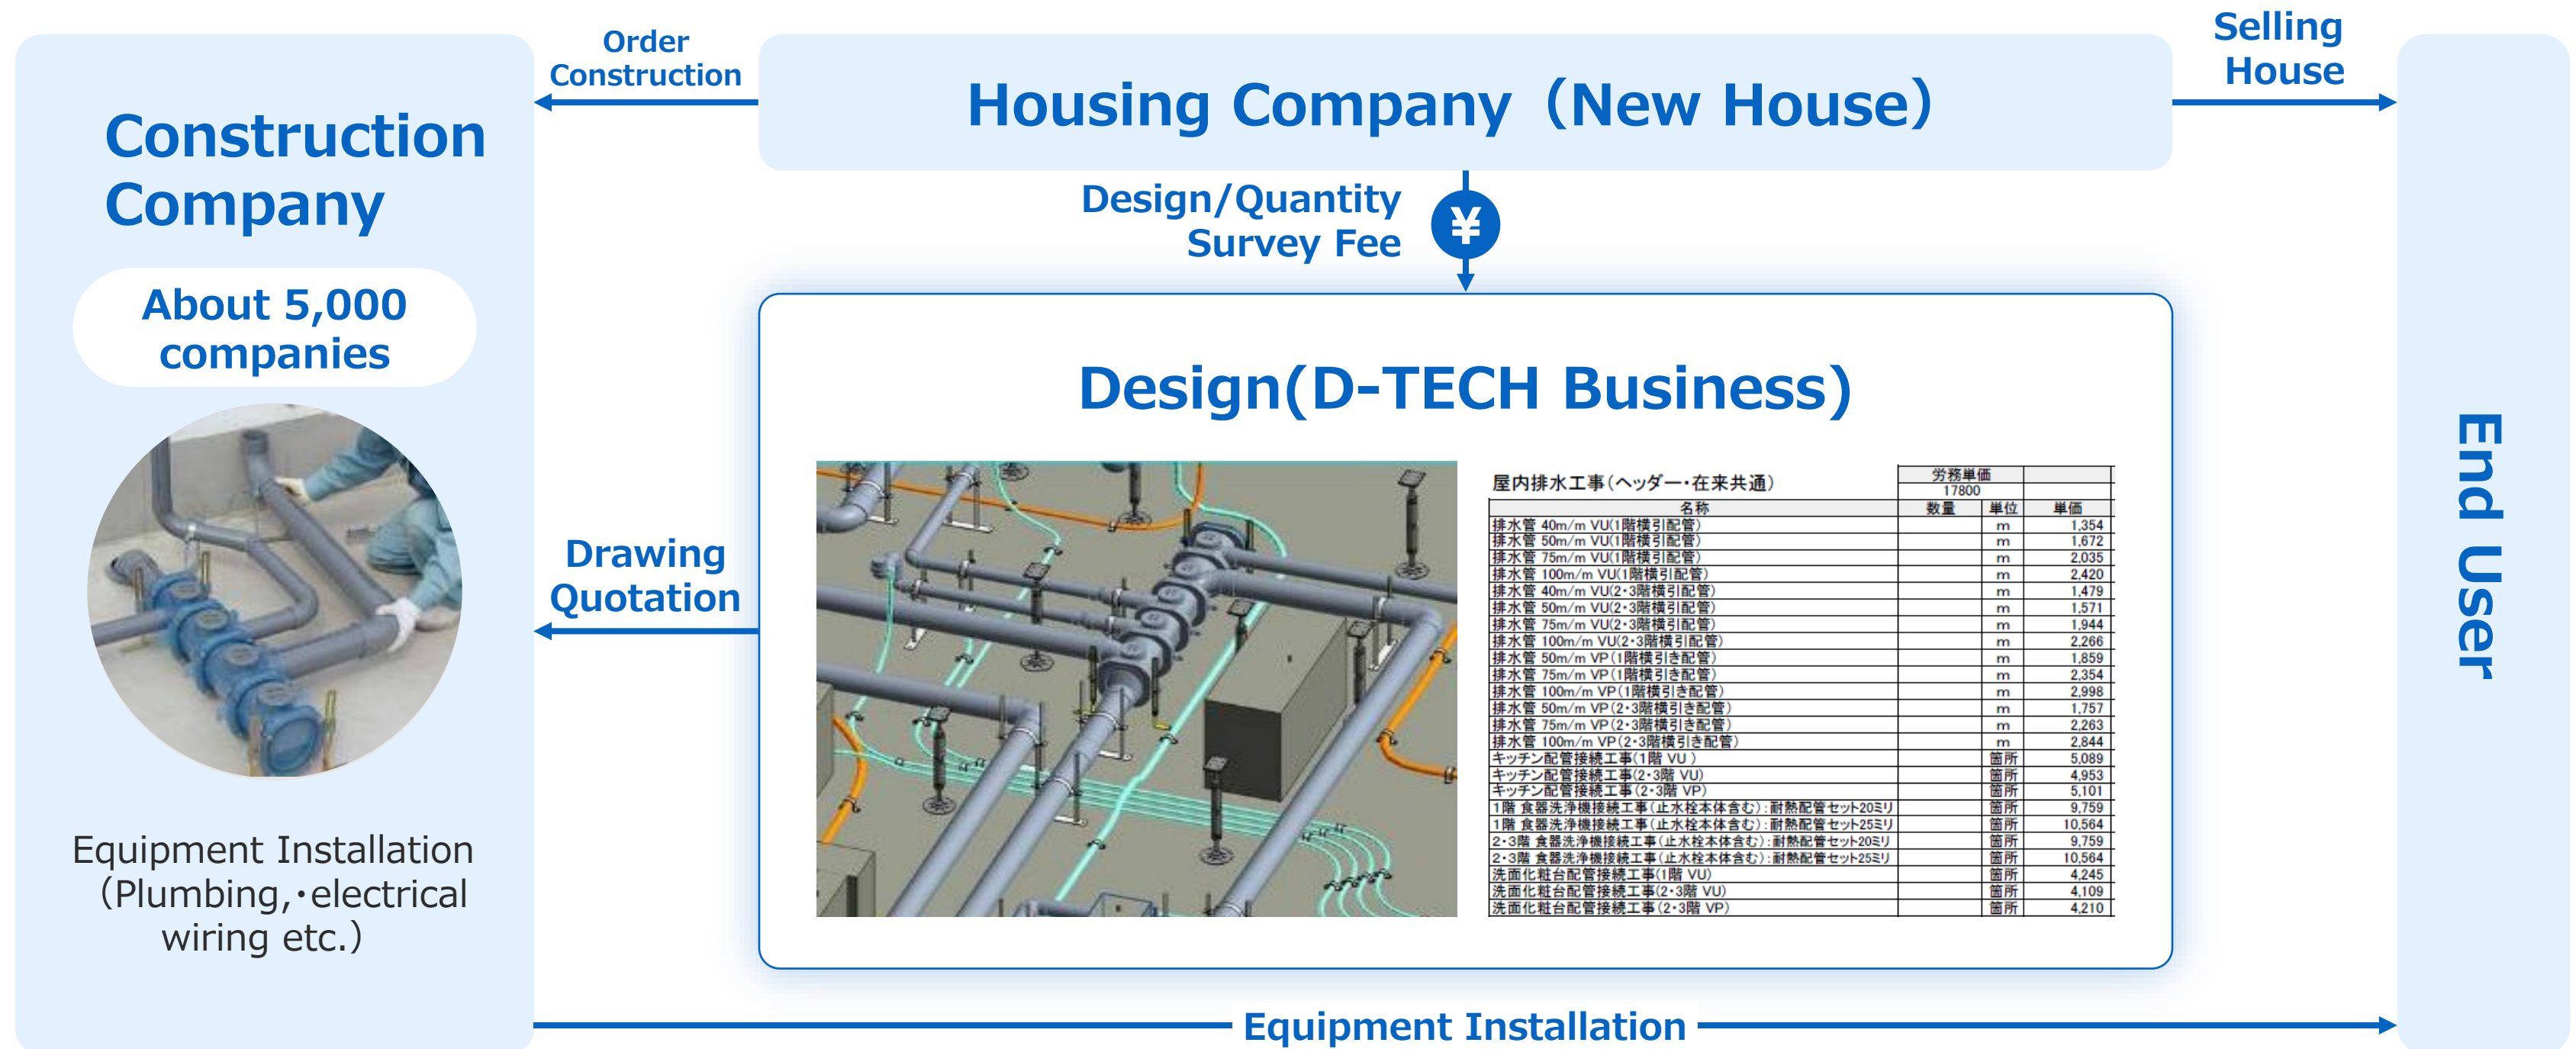 Order
Construction
Housing Company（New House）
Selling
House
Construction
Company
About 5,000
companies
Equipment Installation
（Plumbing,･electrical
wiring etc.）
Design/Quantity
Survey Fee
¥
Design(D-TECH Business)
Drawing
Quotation
屋内排水工事（ヘッダー・在来共通） 労務単価
17800
名称 数量 単位 単価
排水管 40m/m VU(1階横引配管) m 1,354
排水管 50m/m VU(1階横引配管) m 1,672
排水管 75m/m VU(1階横引配管) m 2,035
排水管 100m/m VU(1階横引配管) m 2,420
排水管 40m/m VU(2・3階横引配管) m 1,479
排水管 50m/m VU(2・3階横引配管) m 1,571
排水管 75m/m VU(2・3階横引配管) m 1,944
排水管 100m/m VU(2・3階横引配管) m 2,266
排水管 50m/m VP(1階横引き配管) m 1,859
排水管 75m/m VP(1階横引き配管) m 2,354
排水管 100m/m VP(1階横引き配管) m 2,998
排水管 50m/m VP(2・3階横引き配管) m 1,757
排水管 75m/m VP(2・3階横引き配管) m 2,263
排水管 100m/m VP(2・3階横引き配管) m 2,844
キッチン配管接続工事(1階 VU ) 箇所 5,089
キッチン配管接続工事(2・3階 VU) 箇所 4,953
キッチン配管接続工事(2・3階 VP) 箇所 5,101
1階 食器洗浄機接続工事(止水栓本体含む):耐熱配管セット20ミリ 箇所 9,759
1階 食器洗浄機接続工事(止水栓本体含む):耐熱配管セット25ミリ 箇所 10,564
2・3階 食器洗浄機接続工事(止水栓本体含む):耐熱配管セット20ミリ 箇所 9,759
2・3階 食器洗浄機接続工事(止水栓本体含む):耐熱配管セット25ミリ 箇所 10,564
洗面化粧台配管接続工事(1階 VU) 箇所 4,245
洗面化粧台配管接続工事(2・3階 VU) 箇所 4,109
洗面化粧台配管接続工事(2・3階 VP) 箇所 4,210
End User
Equipment Installation